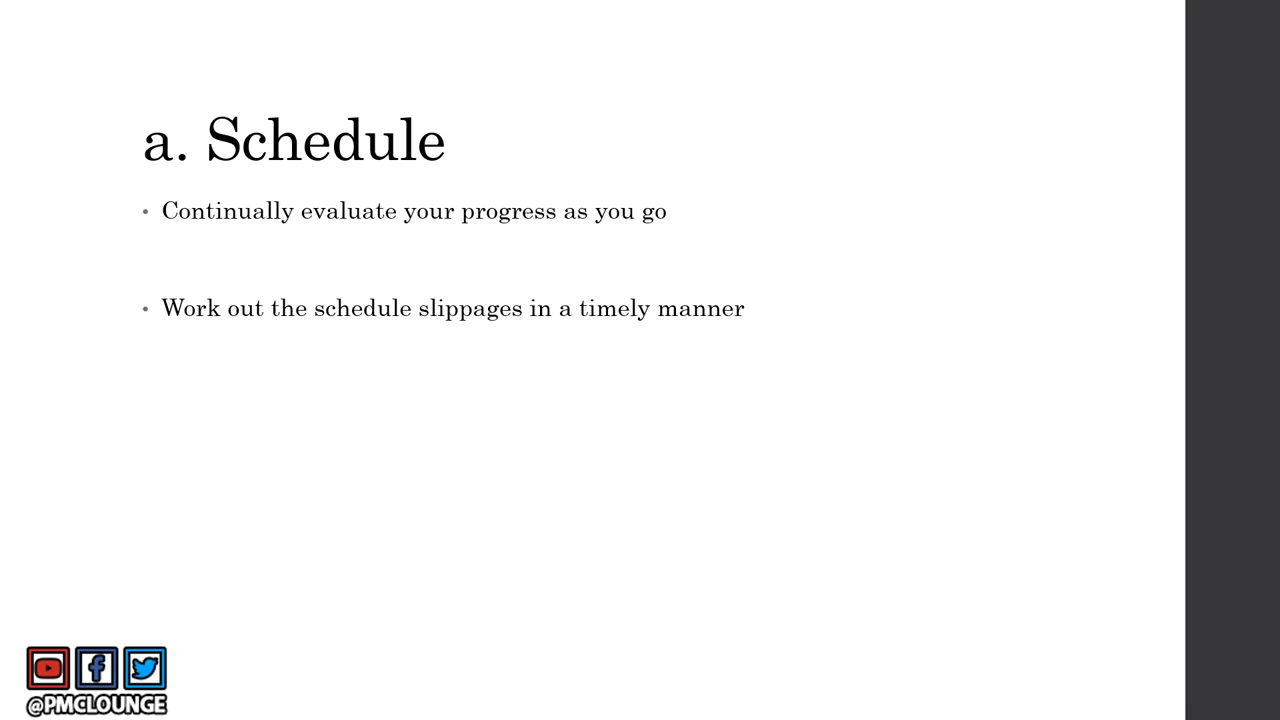 a. Schedule
• Continually evaluate your progress as you go
• Work out the schedule slippages in a timely manner
@PMCLOUNGE